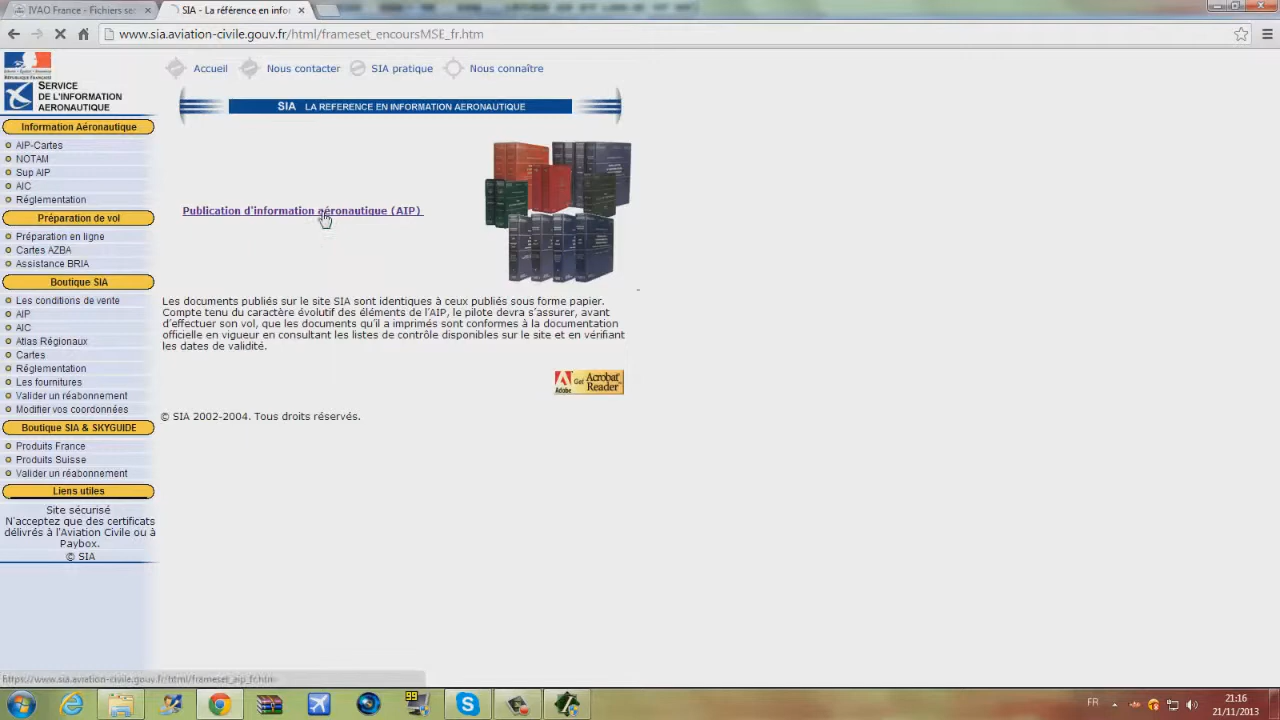 IVAO France - Fichiers sec
SIA - La référence en infor
www.sia.aviation-civile.gouv.fr/html/frameset_encoursMSE_fr.htm
SERVICE
DE L'INFORMATION
AERONAUTIQUE
Accueil
Nous contacter
SIA pratique
Nous connaître
SIA LA REFERENCE EN INFORMATION AERONAUTIQUE
Information Aéronautique
AIP-Cartes
NOTAM
Sup AIP
AIC
Réglementation
Préparation de vol
Préparation en ligne
Cartes AZBA
Assistance BRIA
Boutique SIA
Les conditions de vente
AIP
AIC
Atlas Régionaux
Cartes
Réglementation
Les fournitures
Valider un réabonnement
Modifier vos coordonnées
Boutique SIA & SKYGUIDE
Produits France
Produits Suisse
Valider un réabonnement
Liens utiles
Site sécurisé
N'acceptez que des certificats
délivrés à l'Aviation Civile ou à
Paybox.
© SIA
Publication d'information aéronautique (AIP)
Les documents publiés sur le site SIA sont identiques à ceux publiés sous forme papier.
Compte tenu du caractère évolutif des éléments de l'AIP, le pilote devra s'assurer, avant
d'effectuer son vol, que les documents qu'il a imprimés sont conformes à la documentation
officielle en vigueur en consultant les listes de contrôle disponibles sur le site et en vérifiant
les dates de validité.
Adobe
Get Acrobat
Reader
© SIA 2002-2004. Tous droits réservés.
https://www.sia.aviation-civile.gouv.fr/html/frameset_aip_fr.htm
99
FR
21:16
21/11/2013